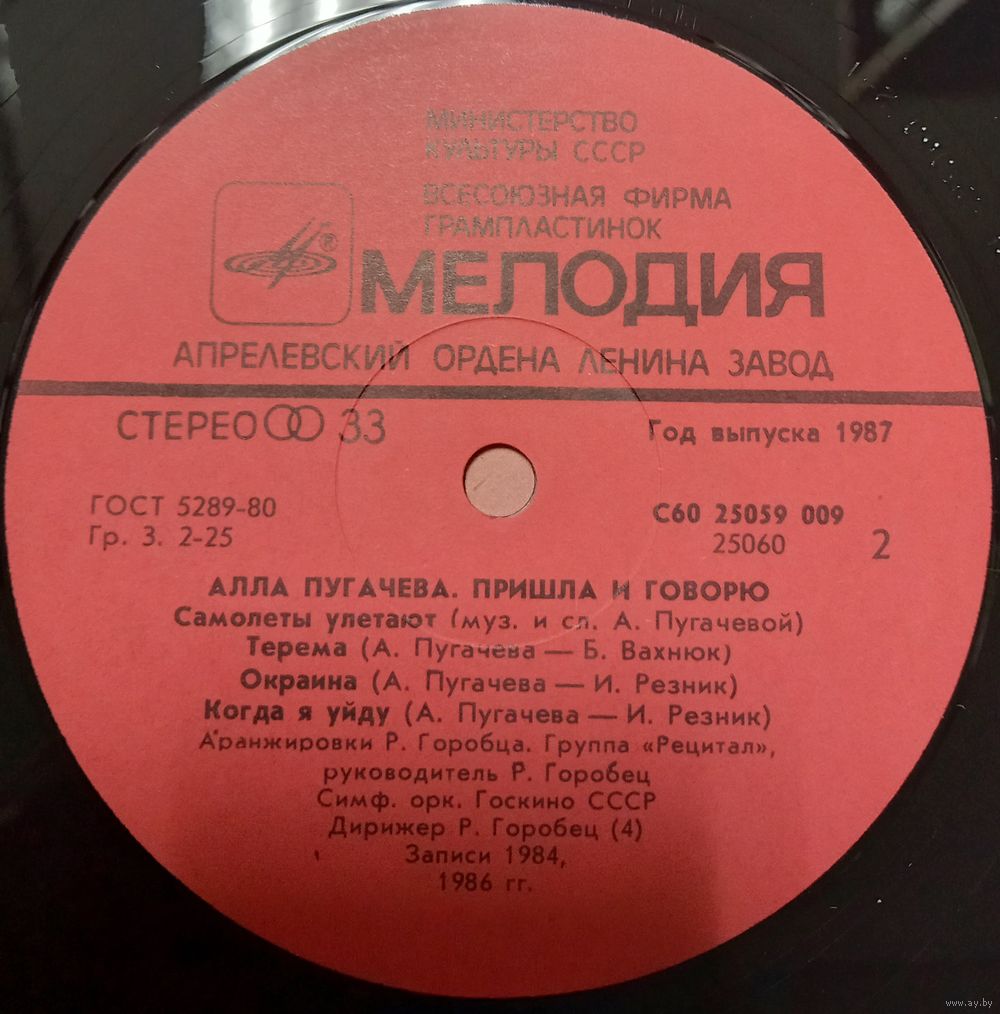 МИНИСТЕРСТВО
КУЛЬТУРЫ СССР
ВСЕСОЮЗНАЯ ФИРМА
ГРАМПЛАСТИНОК
®
МЕЛОДИЯ
АПРЕЛЕВСКИЙ ОРДЕНА ЛЕНИНА ЗАВОД
СТЕРЕО 33
Год выпуска 1987
ГОСТ 5289-80
Гр. 3. 2-25
С60 25059 009
25060
2
АЛЛА ПУГАЧЕВА. ПРИШЛА И ГОВОРЮ
Самолеты улетают (муз. и сл. А. Пугачевой)
Терема (А. Пугачева — Б. Вахнюк)
Окраина (А. Пугачева — И. Резник)
Когда я уйду (А. Пугачева — И. Резник)
Аранжировки Р. Горобца. Группа «Рецитал»,
руководитель Р. Горобец
Симф. орк. Госкино СССР
Дирижер Р. Горобец (4)
Записи 1984,
1986 гг.
www.ay.by